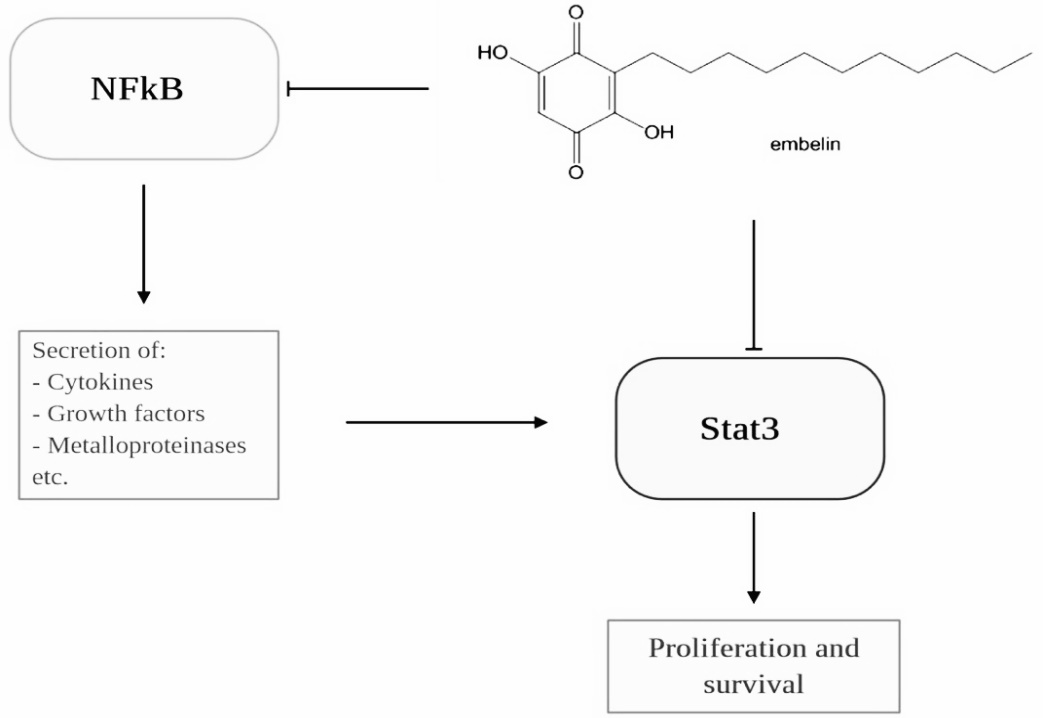 NFkB
O
HO
OH
O
embelin
Secretion of:
- Cytokines
- Growth factors
- Metalloproteinases
etc.
Stat3
Proliferation and
survival